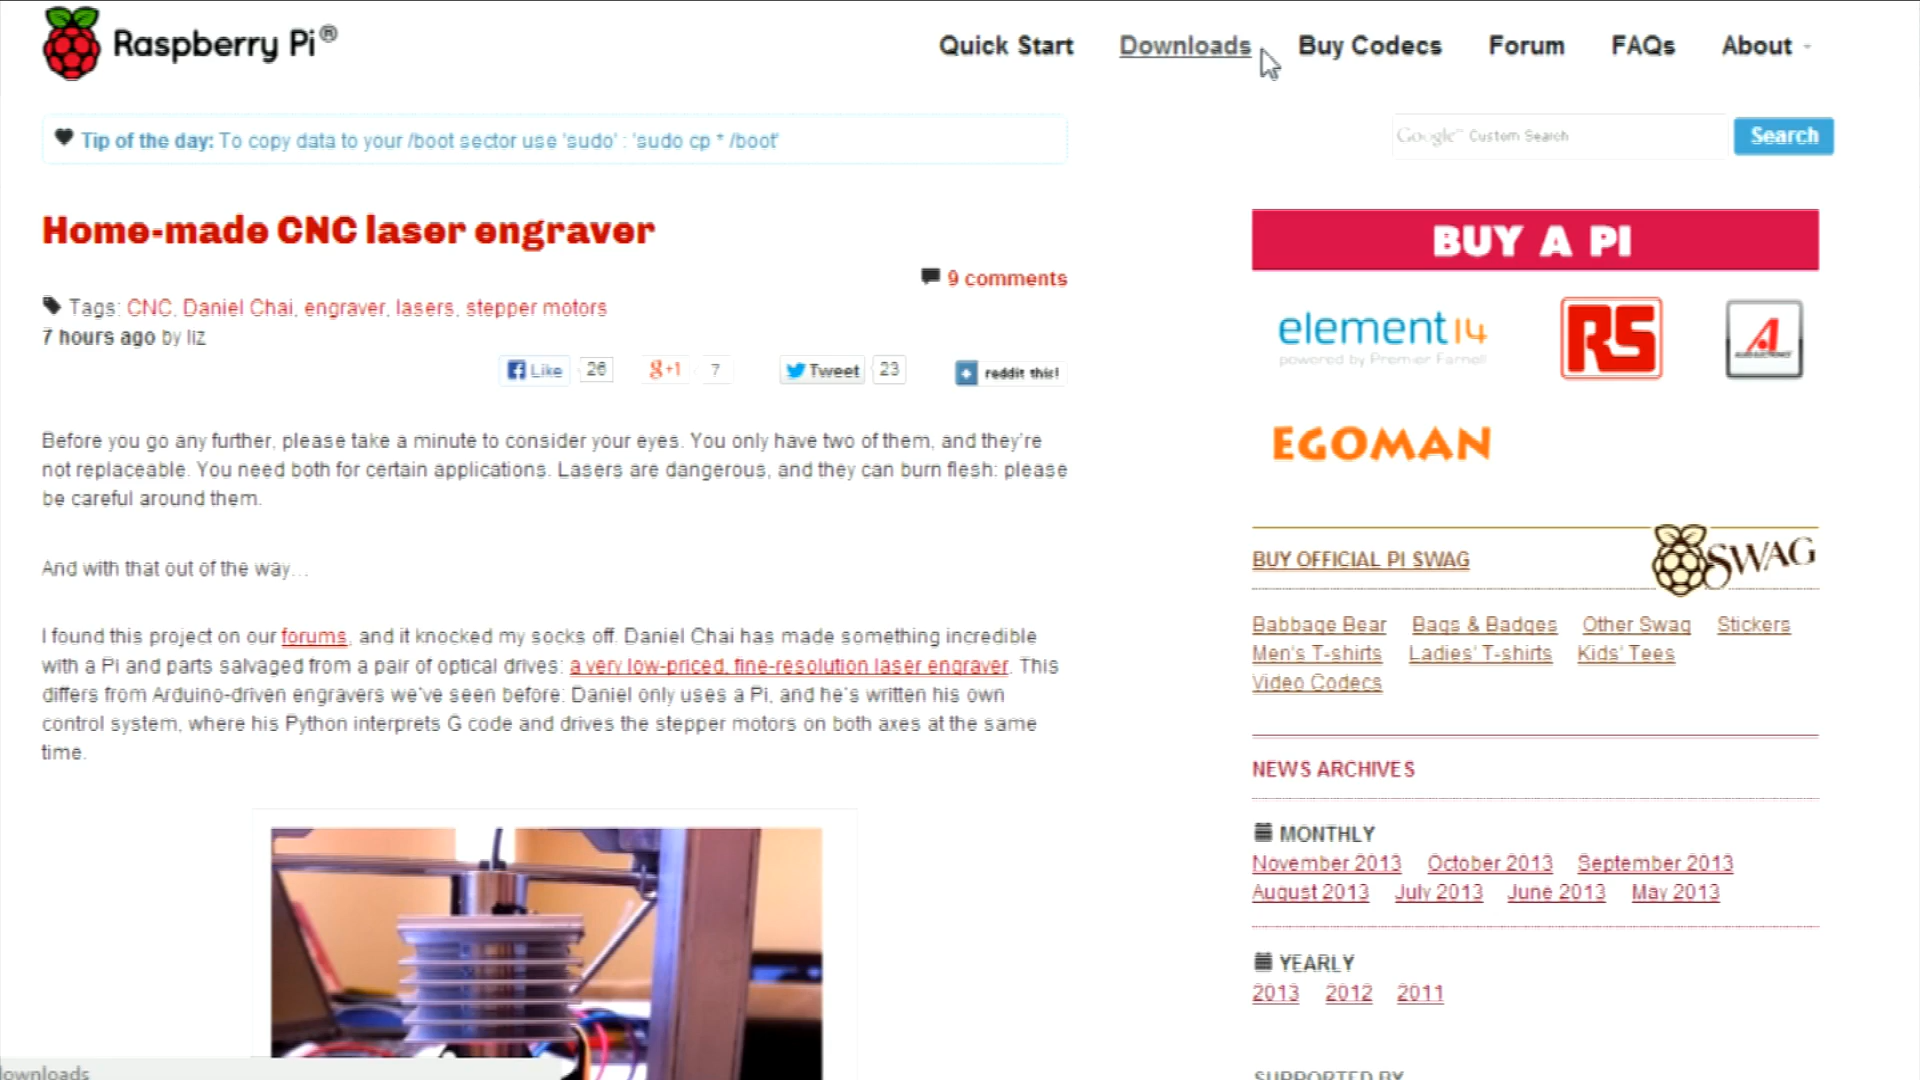 Raspberry Pi®
Quick Start Downloads Buy Codecs Forum FAQs About
Tip of the day: To copy data to your /boot sector use 'sudo' : 'sudo cp * /boot'
Google™ Custom Search
Search
Home-made CNC laser engraver
9 comments
Tags: CNC, Daniel Chai, engraver, lasers, stepper motors
7 hours ago by liz
Like 26 g+1 7 Tweet 23 reddit this!
Before you go any further, please take a minute to consider your eyes. You only have two of them, and they're
not replaceable. You need both for certain applications. Lasers are dangerous, and they can burn flesh: please
be careful around them.
And with that out of the way…
I found this project on our forums, and it knocked my socks off. Daniel Chai has made something incredible
with a Pi and parts salvaged from a pair of optical drives: a very low-priced, fine-resolution laser engraver. This
differs from Arduino-driven engravers we've seen before: Daniel only uses a Pi, and he's written his own
control system, where his Python interprets G code and drives the stepper motors on both axes at the same
time.
BUY A PI
element14
powered by Premier Farnell
RS
A
EGOMAN
BUY OFFICIAL PI SWAG
SWAG
Babbage Bear Bags & Badges Other Swag Stickers
Men's T-shirts Ladies' T-shirts Kids' Tees
Video Codecs
NEWS ARCHIVES
MONTHLY
November 2013 October 2013 September 2013
August 2013 July 2013 June 2013 May 2013
YEARLY
2013 2012 2011
SUPPORTED BY
downloads